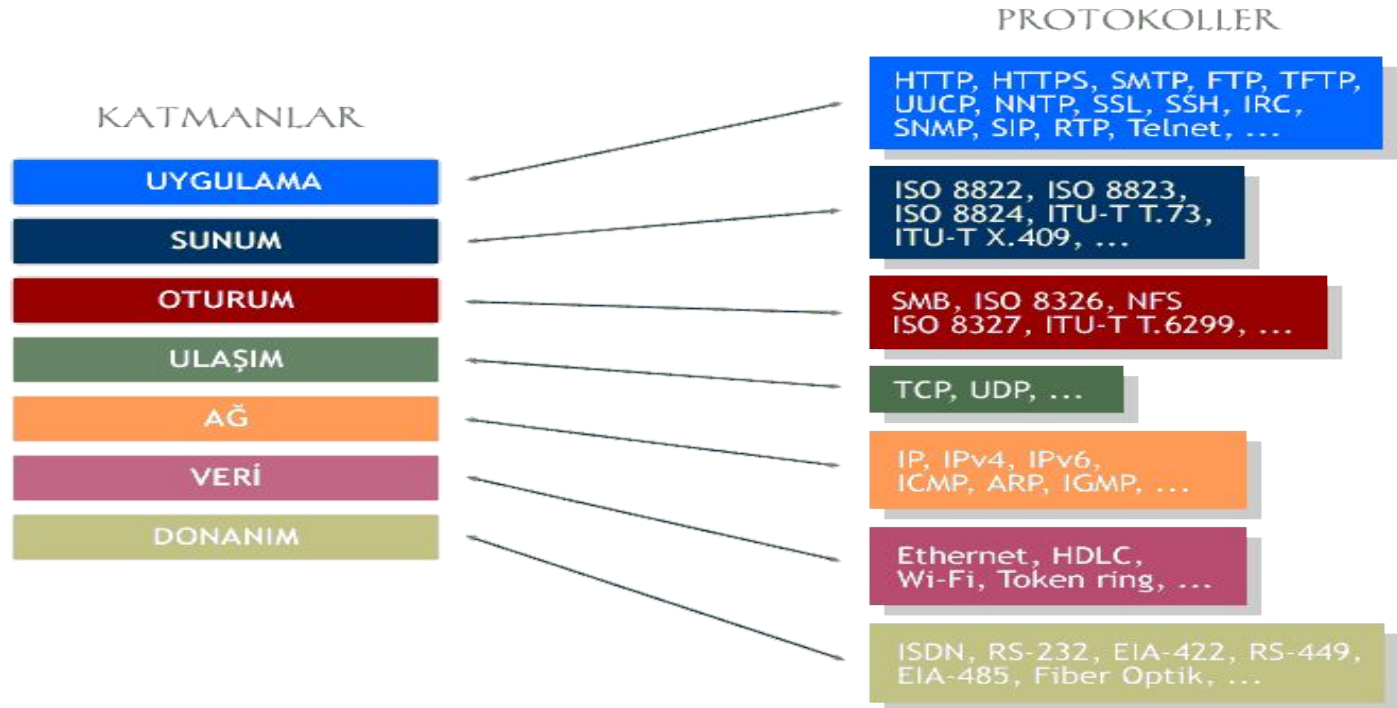 PROTOKOLLER
HTTP, HTTPS, SMTP, FTP, TFTP,
UUCP, NNTP, SSL, SSH, IRC,
SNMP, SIP, RTP, Telnet, ...
KATMANLAR
UYGULAMA
SUNUM
OTURUM
ULAŞIM
AĞ
VERİ
DONANIM
ISO 8822, ISO 8823,
ISO 8824, ITU-T T.73,
ITU-T X.409, ...
SMB, ISO 8326, NFS
ISO 8327, ITU-T T.6299, ...
TCP, UDP, ...
IP, IPv4, IPv6,
ICMP, ARP, IGMP, ...
Ethernet, HDLC,
Wi-Fi, Token ring, ...
ISDN, RS-232, EIA-422, RS-449,
EIA-485, Fiber Optik, ...